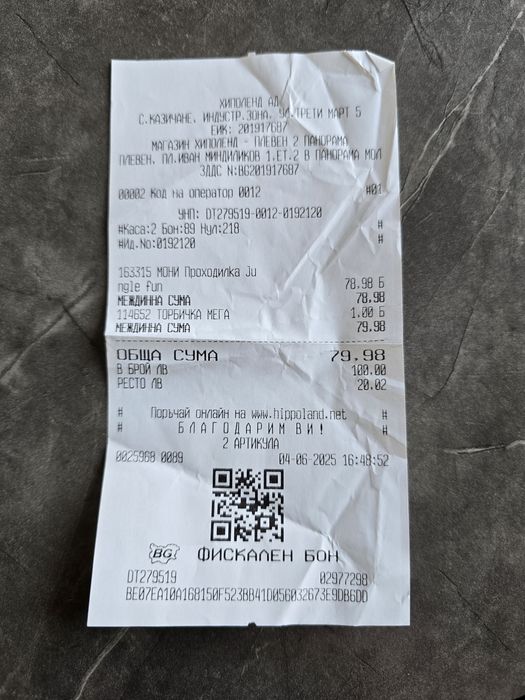 ХИПОЛЕНД АД
С.КАЗИЧАНЕ, ИНДУСТР.ЗОНА, УЛ.ТРЕТИ МАРТ 5
ЕИК: 201917687
МАГАЗИН ХИПОЛЕНД - ПЛЕВЕН 2 ПАНОРАМА
ПЛЕВЕН, ПЛ.ИВАН МИНДИЛИКОВ 1,ЕТ.2 В ПАНОРАМА МОЛ
ЗДДС N:BG201917687
00002 Код на оператор 0012 #01
УНП: DT279519-0012-0192120
#Каса:2 Бон:89 Нул:218 #
#Ид.No:0192120 #
163315 МОНИ Проходилка Ju
ngle fun 78.98 Б
МЕЖДИННА СУМА 78.98
114652 ТОРБИЧКА МЕГА 1.00 Б
МЕЖДИННА СУМА 79.98
ОБЩА СУМА 79.98
В БРОЙ ЛВ 100.00
РЕСТО ЛВ 20.02
# Поръчай онлайн на www.hippoland.net #
# Б Л А Г О Д А Р И М В И ! #
2 АРТИКУЛА
0025968 0089 04-06-2025 16:48:52
BG ФИСКАЛЕН БОН
DT279519 02977298
BE07EA10A168150F523BB41D056032673E9DB6DD